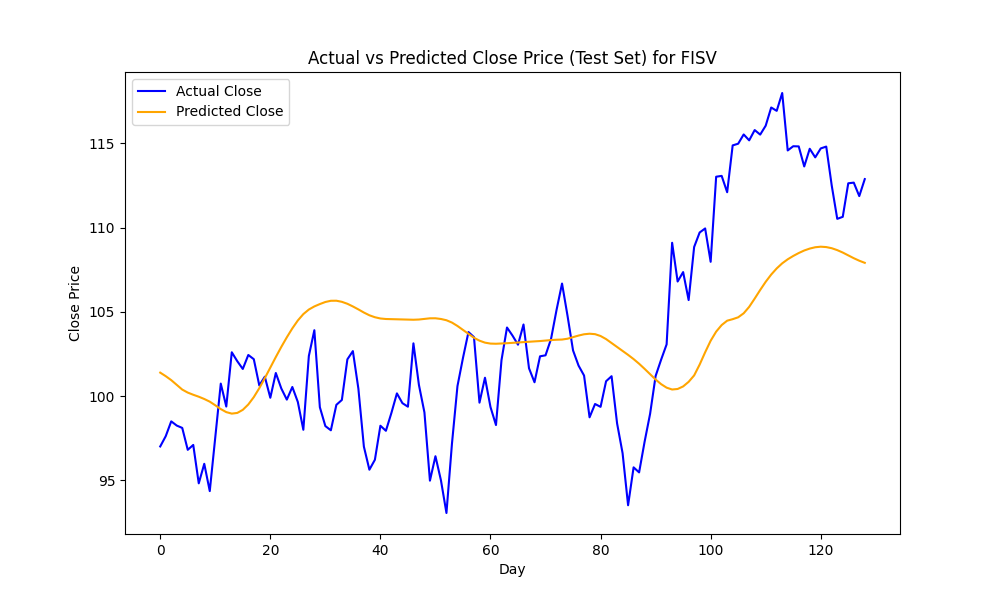 Actual vs Predicted Close Price (Test Set) for FISV
Actual Close
Predicted Close
115
110
105
100
95
Close Price
0 20 40 60 80 100 120
Day